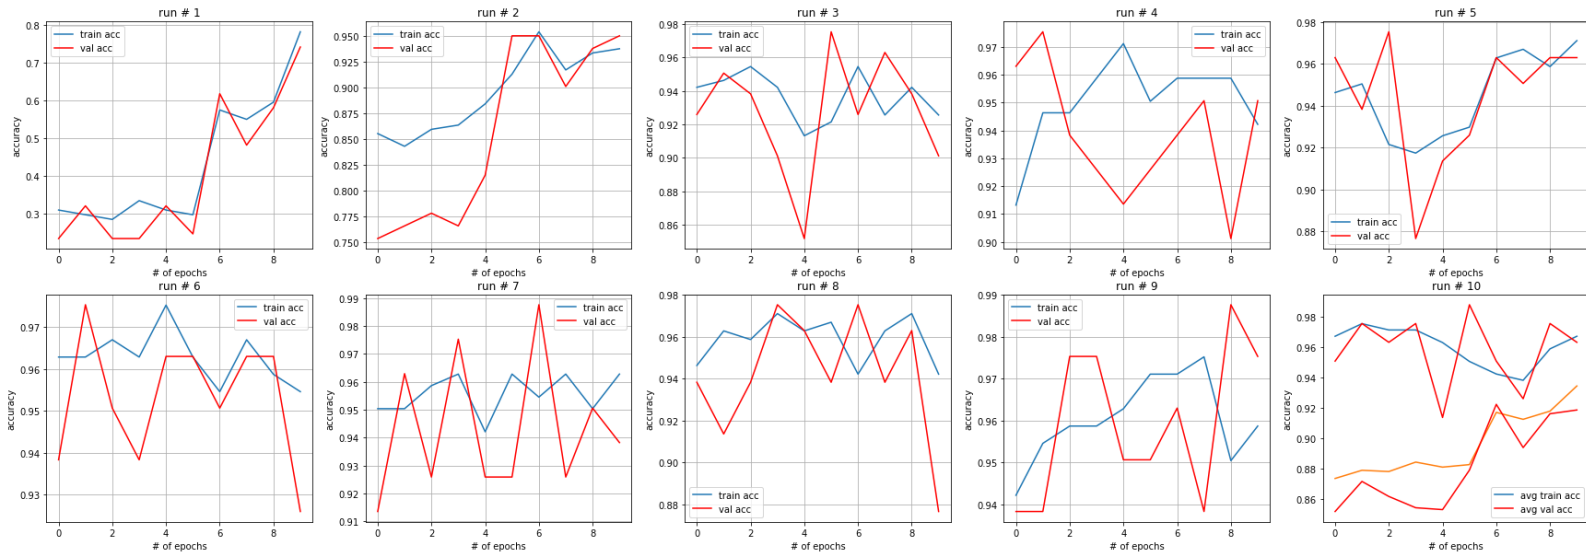 run # 1
0.8
0.7
0.6
0.5
0.4
0.3
accuracy
train acc
val acc
0 2 4 6 8
# of epochs
run # 2
0.950
0.925
0.900
0.875
0.850
0.825
0.800
0.775
0.750
accuracy
train acc
val acc
0 2 4 6 8
# of epochs
run # 3
0.98
0.96
0.94
0.92
0.90
0.88
0.86
accuracy
train acc
val acc
0 2 4 6 8
# of epochs
run # 4
0.97
0.96
0.95
0.94
0.93
0.92
0.91
0.90
accuracy
train acc
val acc
0 2 4 6 8
# of epochs
run # 5
0.98
0.96
0.94
0.92
0.90
0.88
accuracy
train acc
val acc
0 2 4 6 8
# of epochs
run # 6
0.97
0.96
0.95
0.94
0.93
accuracy
train acc
val acc
0 2 4 6 8
# of epochs
run # 7
0.99
0.98
0.97
0.96
0.95
0.94
0.93
0.92
0.91
accuracy
train acc
val acc
0 2 4 6 8
# of epochs
run # 8
0.98
0.96
0.94
0.92
0.90
0.88
accuracy
train acc
val acc
0 2 4 6 8
# of epochs
run # 9
0.99
0.98
0.97
0.96
0.95
0.94
accuracy
train acc
val acc
0 2 4 6 8
# of epochs
run # 10
0.98
0.96
0.94
0.92
0.90
0.88
0.86
accuracy
avg train acc
avg val acc
0 2 4 6 8
# of epochs